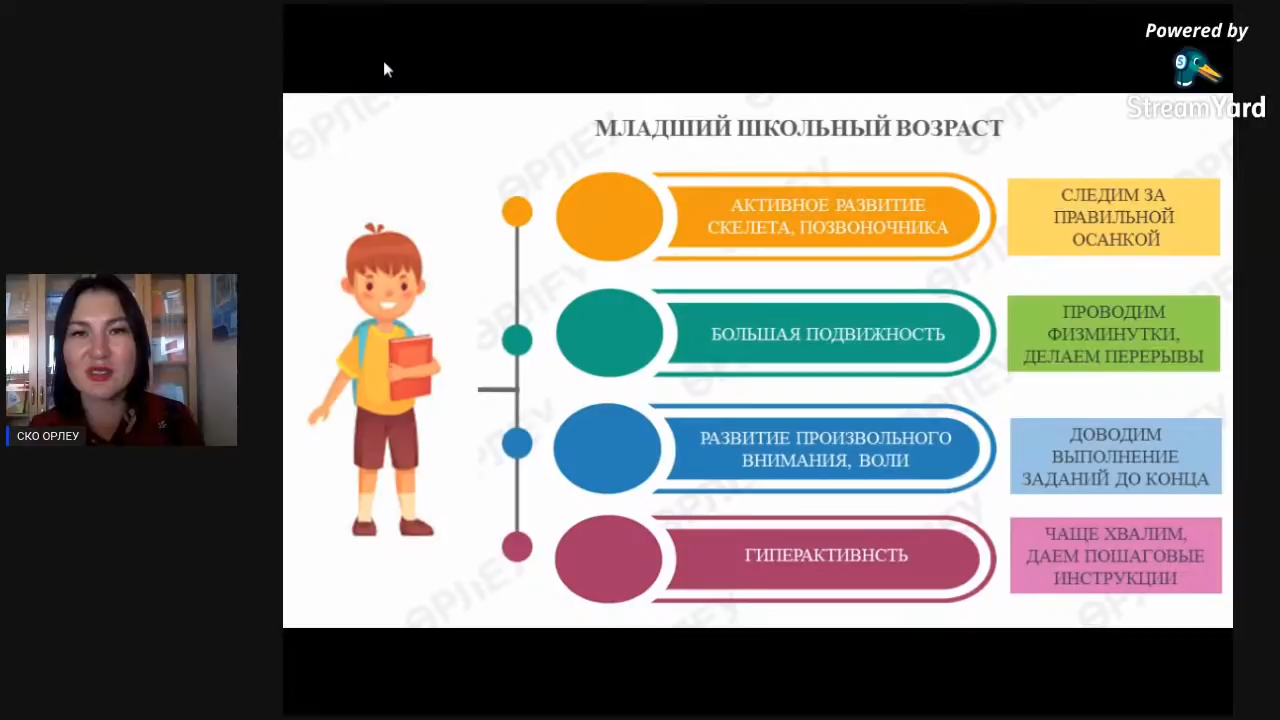 Powered by
StreamYard
МЛАДШИЙ ШКОЛЬНЫЙ ВОЗРАСТ
АКТИВНОЕ РАЗВИТИЕ
СКЕЛЕТА, ПОЗВОНОЧНИКА
СЛЕДИМ ЗА
ПРАВИЛЬНОЙ
ОСАНКОЙ
БОЛЬШАЯ ПОДВИЖНОСТЬ
ПРОВОДИМ
ФИЗМИНУТКИ,
ДЕЛАЕМ ПЕРЕРЫВЫ
РАЗВИТИЕ ПРОИЗВОЛЬНОГО
ВНИМАНИЯ, ВОЛИ
ДОВОДИМ
ВЫПОЛНЕНИЕ
ЗАДАНИЙ ДО КОНЦА
ГИПЕРАКТИВНСТЬ
ЧАЩЕ ХВАЛИМ,
ДАЕМ ПОШАГОВЫЕ
ИНСТРУКЦИИ
СКО ОРЛЕУ
ӨРЛЕУ